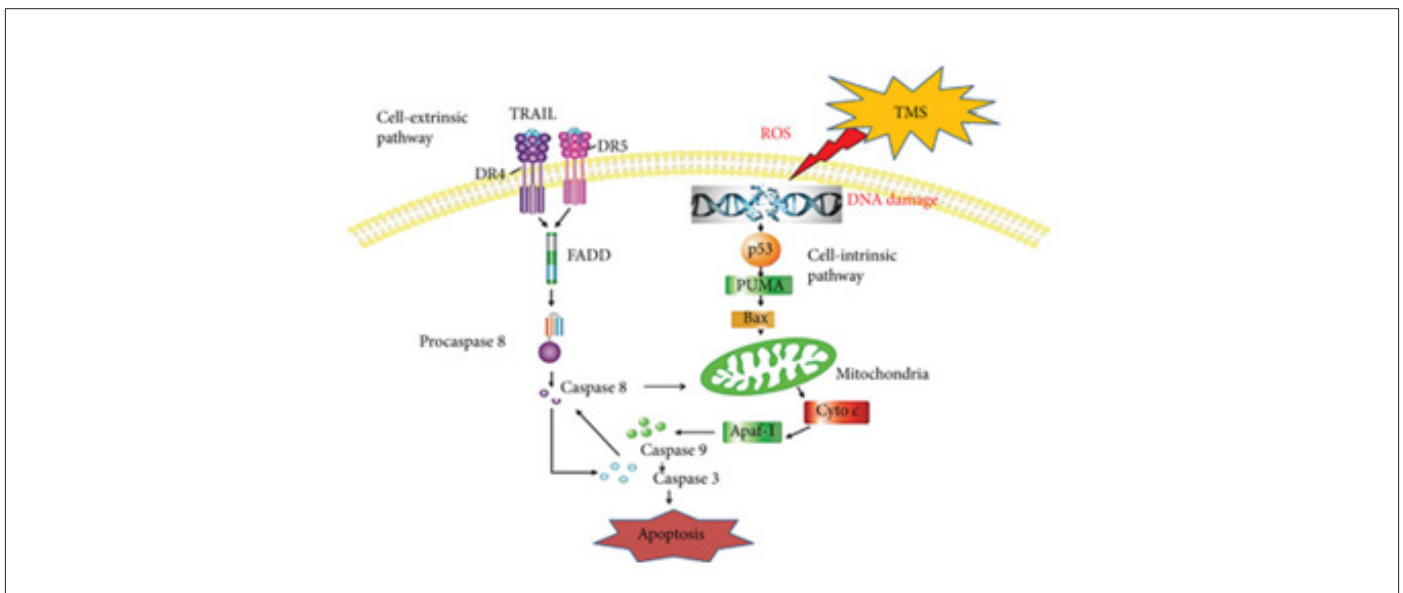 Cell-extrinsic
pathway
TRAIL
DR5
DR4
TMS
ROS
DNA damage
FADD
p53
Cell-intrinsic
pathway
PUMA
Bax
Procaspase 8
Mitochondria
Caspase 8
Cyto c
Apaf-1
Caspase 9
Caspase 3
Apoptosis